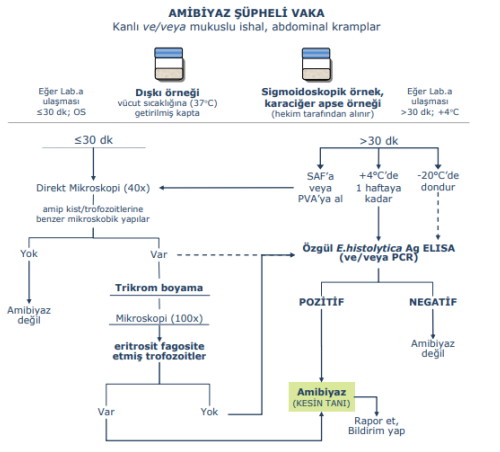 AMİBİYAZ ŞÜPHELİ VAKA
Kanlı ve/veya mukuslu ishal, abdominal kramplar
Eğer Lab.a
ulaşması
≤30 dk; OS
Dışkı örneği
vücut sıcaklığına (37°C)
getirilmiş kapta
Sigmoidoskopik örnek,
karaciğer apse örneği
(hekim tarafından alınır)
Eğer Lab.a
ulaşması
>30 dk; +4°C
≤30 dk
>30 dk
Direkt Mikroskopi (40x)
SAF’a
veya
PVA’ya al
+4°C’de
1 haftaya
kadar
-20°C’de
dondur
amip kist/trofozoitlerine
benzer mikroskobik yapılar
Yok
Var
Özgül E.histolytica Ag ELISA
(ve/veya PCR)
Amibiyaz
değil
Trikrom boyama
Mikroskopi (100x)
eritrosit fagosite
etmiş trofozoitler
POZİTİF
NEGATİF
Amibiyaz
değil
Var
Yok
Amibiyaz
(KESİN TANI)
Rapor et,
Bildirim yap